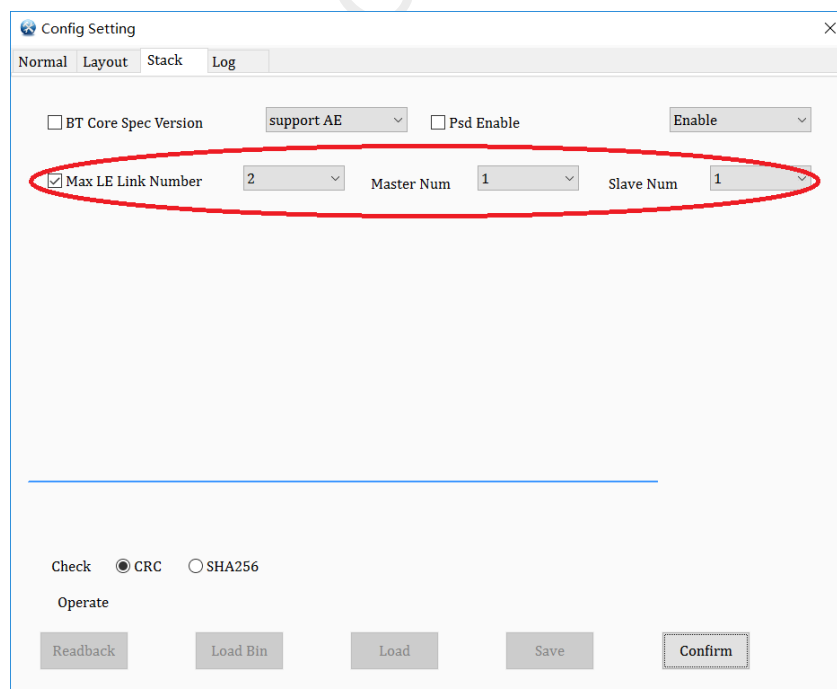 Config Setting
Normal Layout Stack Log
BT Core Spec Version support AE Psd Enable Enable
Max LE Link Number 2 Master Num 1 Slave Num 1
Check CRC SHA256
Operate
Readback Load Bin Load Save Confirm